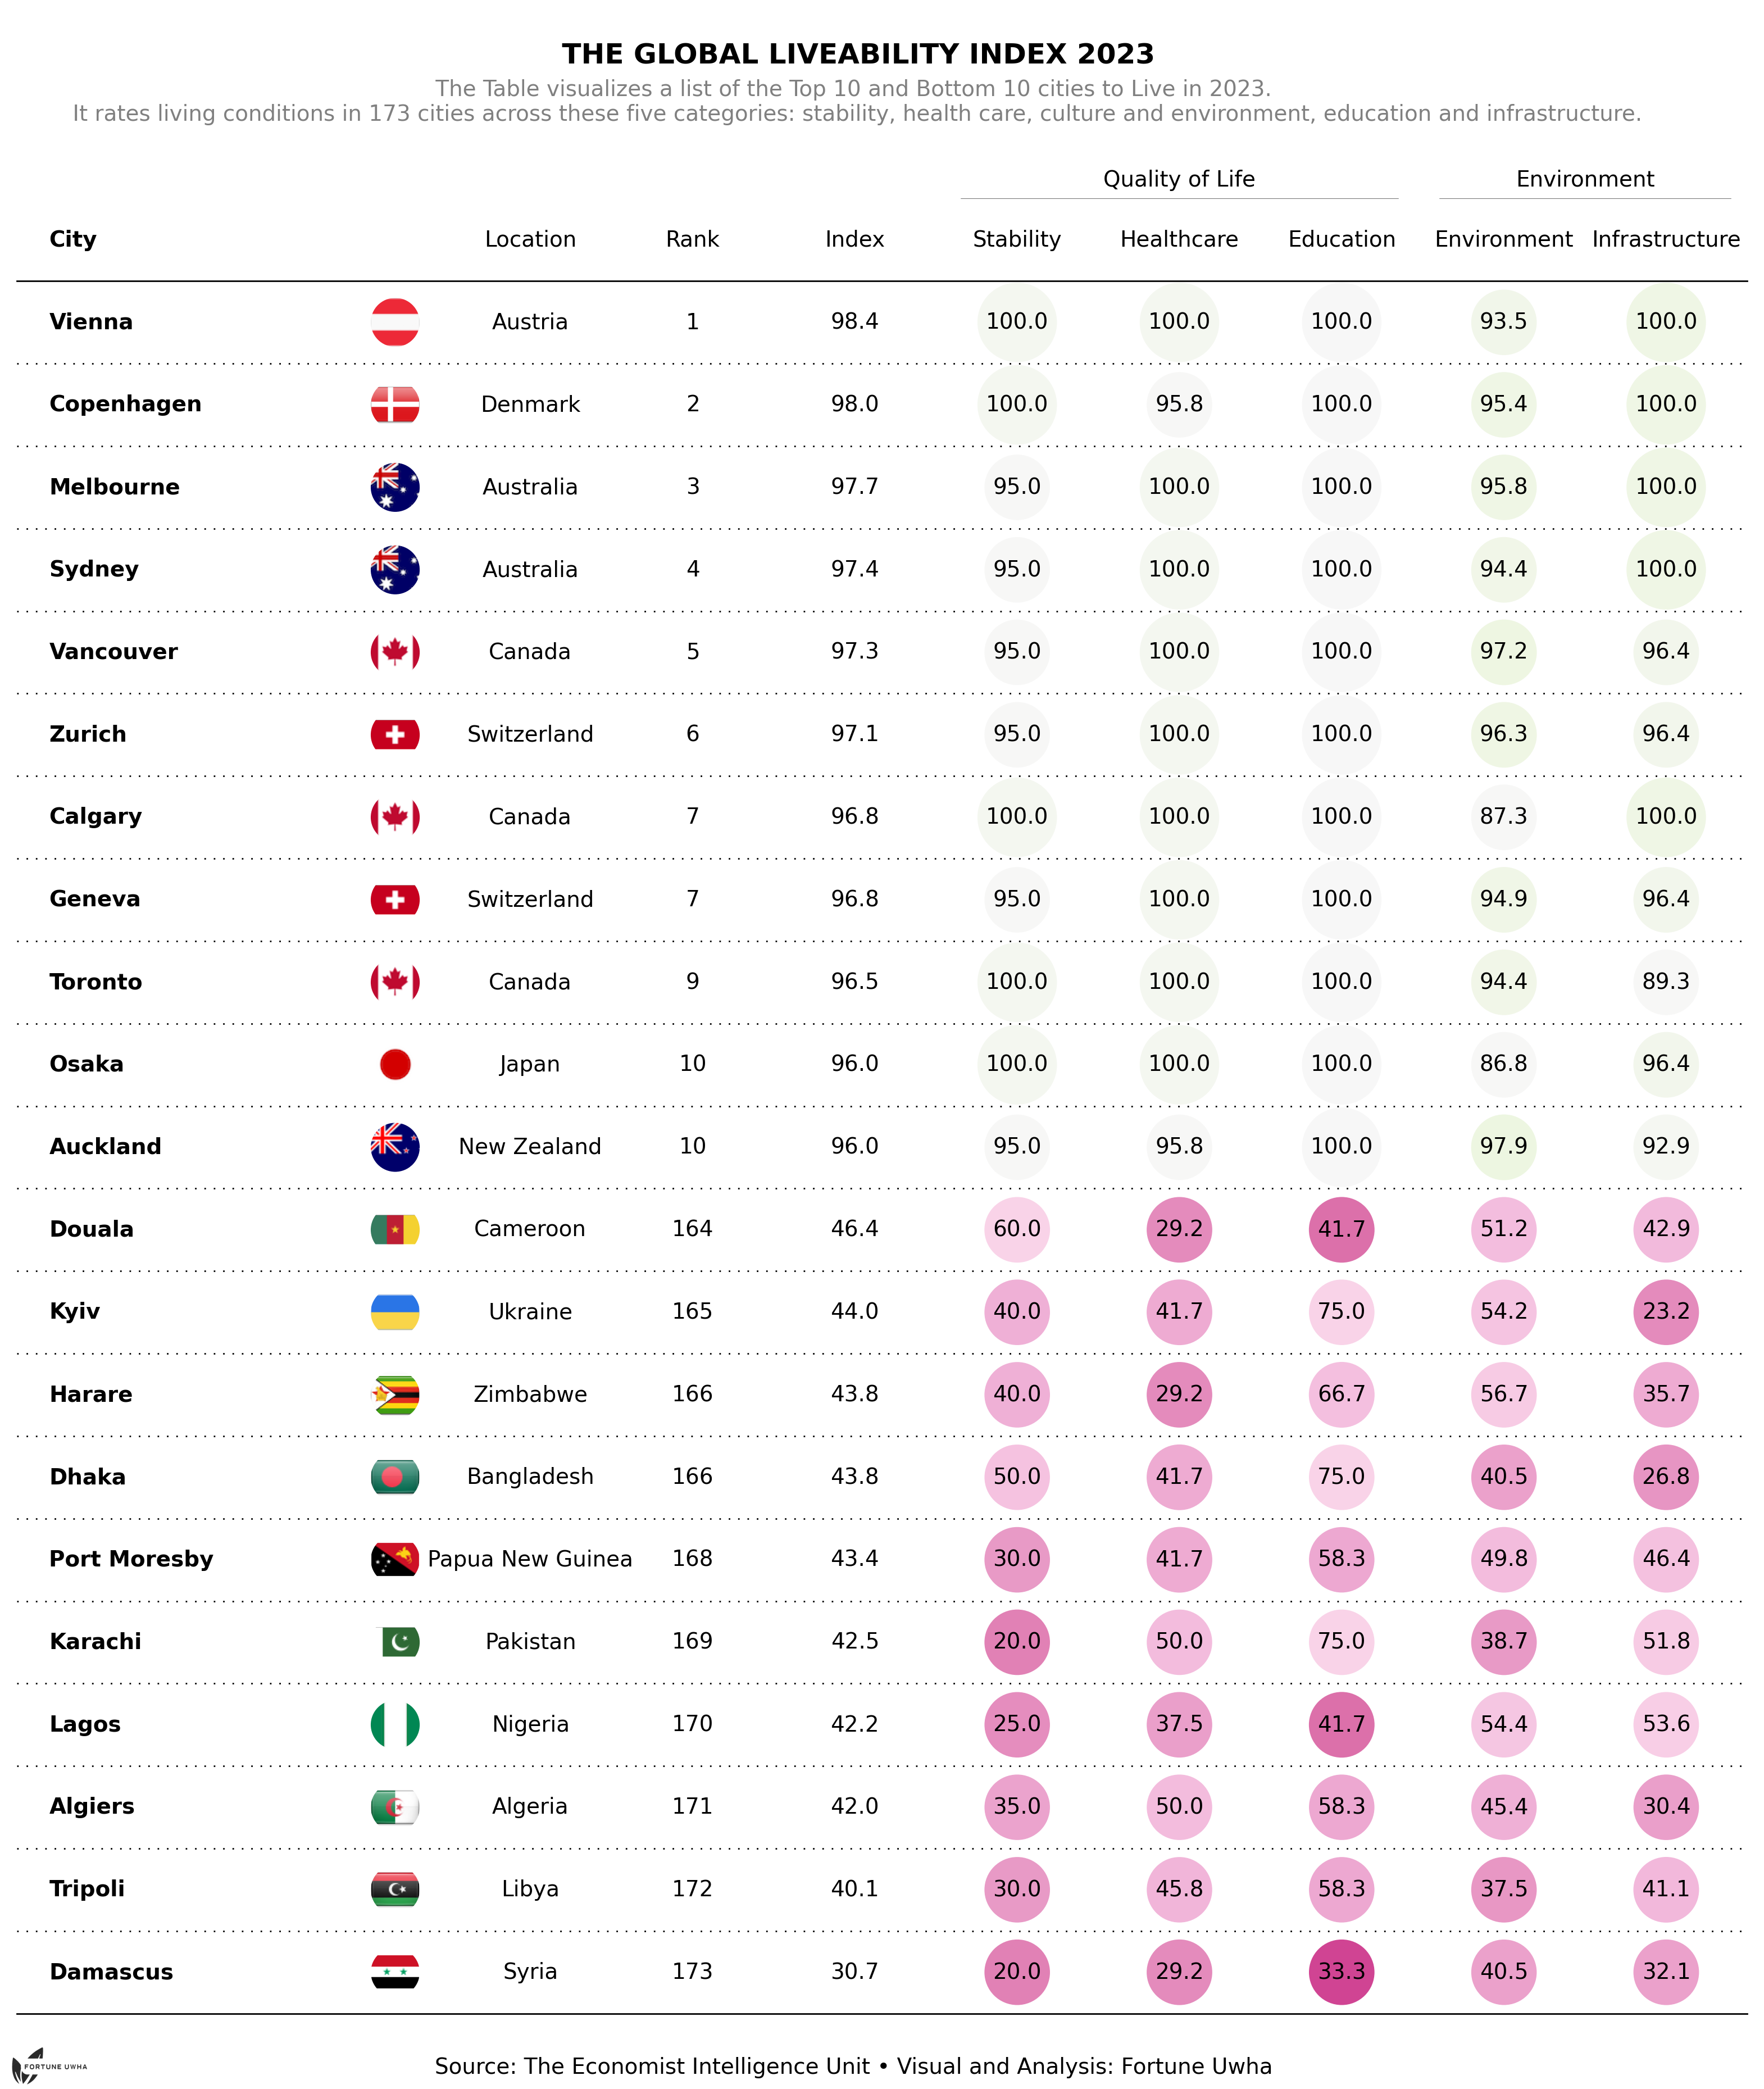 THE GLOBAL LIVEABILITY INDEX 2023
The Table visualizes a list of the Top 10 and Bottom 10 cities to Live in 2023.
It rates living conditions in 173 cities across these five categories: stability, health care, culture and environment, education and infrastructure.
Quality of Life Environment
City Location Rank Index Stability Healthcare Education Environment Infrastructure
Vienna Austria 1 98.4 100.0 100.0 100.0 93.5 100.0
Copenhagen Denmark 2 98.0 100.0 95.8 100.0 95.4 100.0
Melbourne Australia 3 97.7 95.0 100.0 100.0 95.8 100.0
Sydney Australia 4 97.4 95.0 100.0 100.0 94.4 100.0
Vancouver Canada 5 97.3 95.0 100.0 100.0 97.2 96.4
Zurich Switzerland 6 97.1 95.0 100.0 100.0 96.3 96.4
Calgary Canada 7 96.8 100.0 100.0 100.0 87.3 100.0
Geneva Switzerland 7 96.8 95.0 100.0 100.0 94.9 96.4
Toronto Canada 9 96.5 100.0 100.0 100.0 94.4 89.3
Osaka Japan 10 96.0 100.0 100.0 100.0 86.8 96.4
Auckland New Zealand 10 96.0 95.0 95.8 100.0 97.9 92.9
Douala Cameroon 164 46.4 60.0 29.2 41.7 51.2 42.9
Kyiv Ukraine 165 44.0 40.0 41.7 75.0 54.2 23.2
Harare Zimbabwe 166 43.8 40.0 29.2 66.7 56.7 35.7
Dhaka Bangladesh 166 43.8 50.0 41.7 75.0 40.5 26.8
Port Moresby Papua New Guinea 168 43.4 30.0 41.7 58.3 49.8 46.4
Karachi Pakistan 169 42.5 20.0 50.0 75.0 38.7 51.8
Lagos Nigeria 170 42.2 25.0 37.5 41.7 54.4 53.6
Algiers Algeria 171 42.0 35.0 50.0 58.3 45.4 30.4
Tripoli Libya 172 40.1 30.0 45.8 58.3 37.5 41.1
Damascus Syria 173 30.7 20.0 29.2 33.3 40.5 32.1
FORTUNE UWHA
Source: The Economist Intelligence Unit • Visual and Analysis: Fortune Uwha